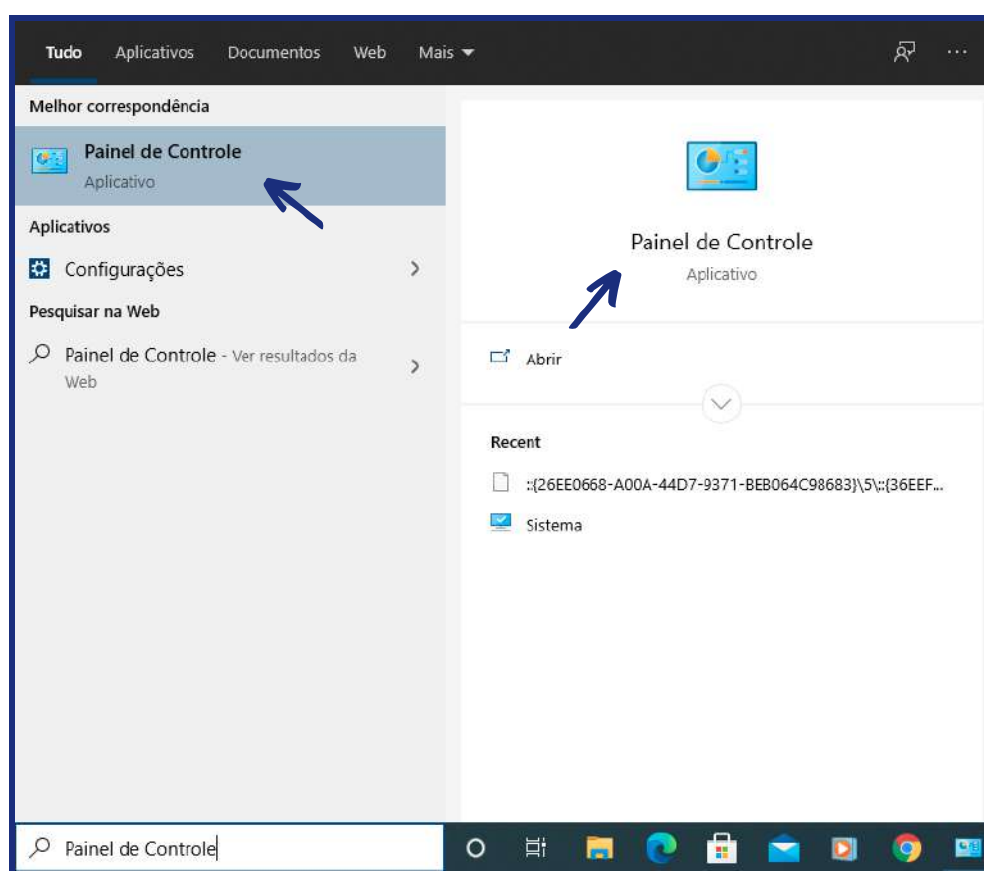 Tudo Aplicativos Documentos Web Mais
Melhor correspondência
Painel de Controle
Aplicativo
Aplicativos
Configurações
Pesquisar na Web
Painel de Controle - Ver resultados da
Web
Painel de Controle
Aplicativo
Abrir
Recent
::{26EE0668-A00A-44D7-9371-BEB064C98683}\5\::{36EEF...
Sistema
Painel de Controle